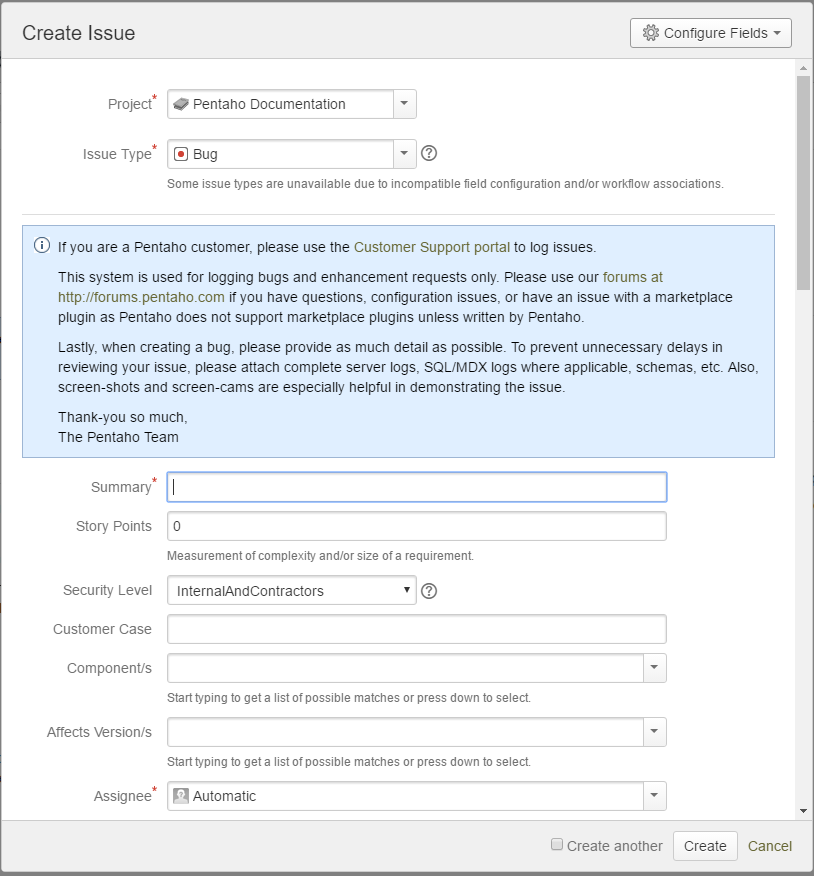 Create Issue
Configure Fields
Project*
Pentaho Documentation
Issue Type*
Bug
Some issue types are unavailable due to incompatible field configuration and/or workflow associations.
If you are a Pentaho customer, please use the Customer Support portal to log issues.
This system is used for logging bugs and enhancement requests only. Please use our forums at
http://forums.pentaho.com if you have questions, configuration issues, or have an issue with a marketplace
plugin as Pentaho does not support marketplace plugins unless written by Pentaho.
Lastly, when creating a bug, please provide as much detail as possible. To prevent unnecessary delays in
reviewing your issue, please attach complete server logs, SQL/MDX logs where applicable, schemas, etc. Also,
screen-shots and screen-cams are especially helpful in demonstrating the issue.
Thank-you so much,
The Pentaho Team
Summary*
Story Points
0
Measurement of complexity and/or size of a requirement.
Security Level
InternalAndContractors
Customer Case
Component/s
Start typing to get a list of possible matches or press down to select.
Affects Version/s
Start typing to get a list of possible matches or press down to select.
Assignee*
Automatic
Create another
Create
Cancel